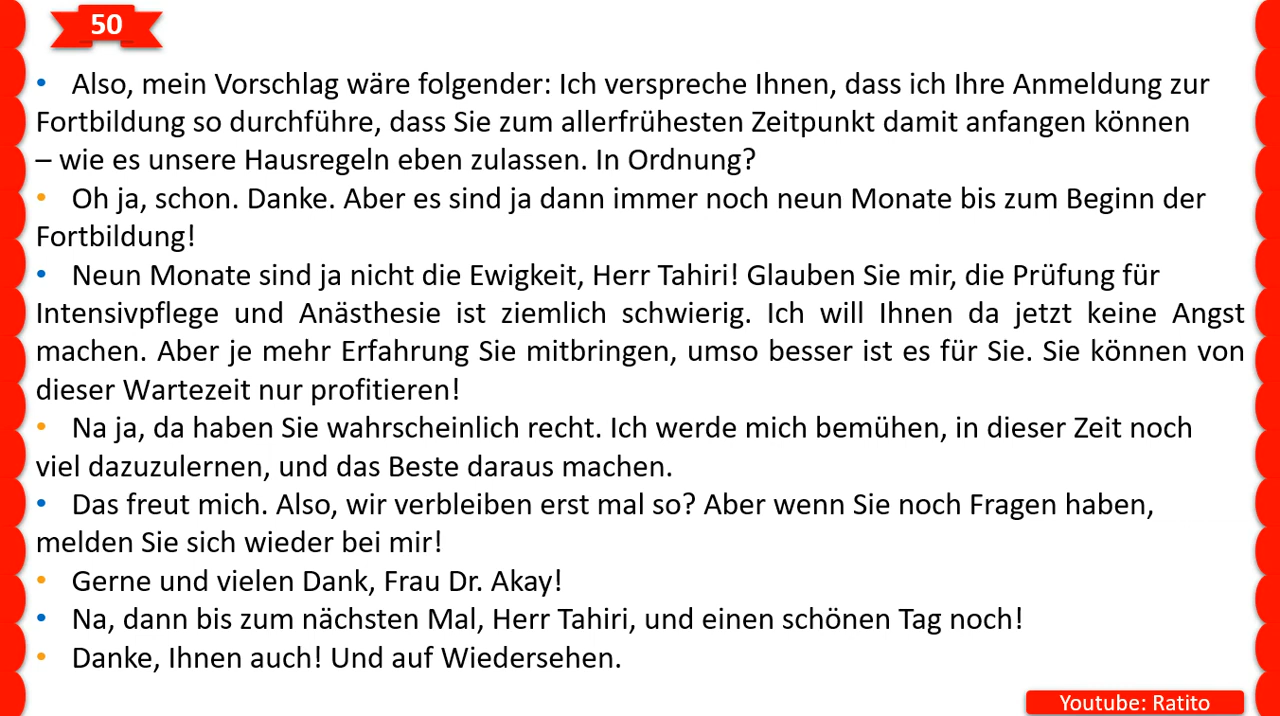 50
• Also, mein Vorschlag wäre folgender: Ich verspreche Ihnen, dass ich Ihre Anmeldung zur
Fortbildung so durchführe, dass Sie zum allerfrühesten Zeitpunkt damit anfangen können
– wie es unsere Hausregeln eben zulassen. In Ordnung?
• Oh ja, schon. Danke. Aber es sind ja dann immer noch neun Monate bis zum Beginn der
Fortbildung!
• Neun Monate sind ja nicht die Ewigkeit, Herr Tahiri! Glauben Sie mir, die Prüfung für
Intensivpflege und Anästhesie ist ziemlich schwierig. Ich will Ihnen da jetzt keine Angst
machen. Aber je mehr Erfahrung Sie mitbringen, umso besser ist es für Sie. Sie können von
dieser Wartezeit nur profitieren!
• Na ja, da haben Sie wahrscheinlich recht. Ich werde mich bemühen, in dieser Zeit noch
viel dazuzulernen, und das Beste daraus machen.
• Das freut mich. Also, wir verbleiben erst mal so? Aber wenn Sie noch Fragen haben,
melden Sie sich wieder bei mir!
• Gerne und vielen Dank, Frau Dr. Akay!
• Na, dann bis zum nächsten Mal, Herr Tahiri, und einen schönen Tag noch!
• Danke, Ihnen auch! Und auf Wiedersehen.
Youtube: Ratito